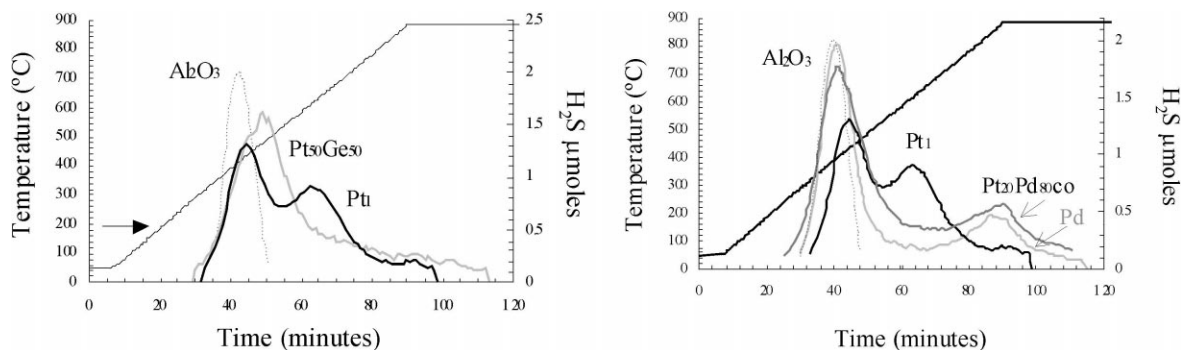 900
800
700
600
500
400
300
200
100
0
Temperature (°C)
0 20 40 60 80 100 120
Time (minutes)
2.5
2
1.5
1
0.5
0
H₂S μmoles
Al₂O₃
Pt₅₀Ge₅₀
Pt₁
900
800
700
600
500
400
300
200
100
0
Temperature (°C)
0 20 40 60 80 100 120
Time (minutes)
2
1.5
1
0.5
0
H₂S μmoles
Al₂O₃
Pt₁
Pt₂₀Pd₈₀co
Pd